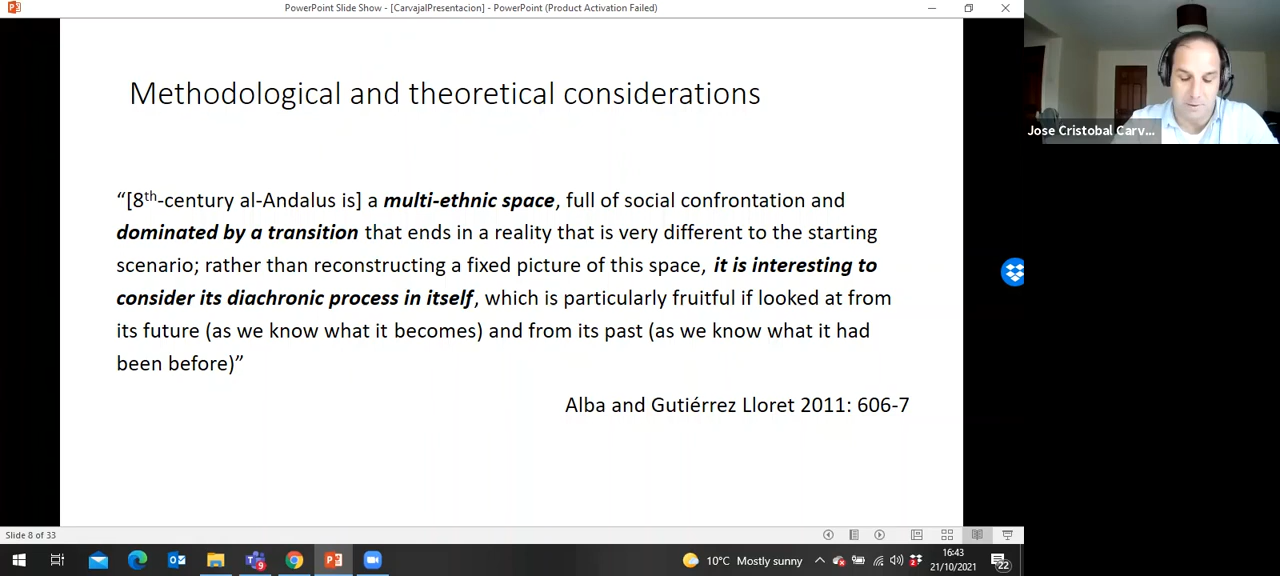 PowerPoint Slide Show - [CarvajalPresentacion] - PowerPoint (Product Activation Failed)
Methodological and theoretical considerations
“[8th-century al-Andalus is] a multi-ethnic space, full of social confrontation and
dominated by a transition that ends in a reality that is very different to the starting
scenario; rather than reconstructing a fixed picture of this space, it is interesting to
consider its diachronic process in itself, which is particularly fruitful if looked at from
its future (as we know what it becomes) and from its past (as we know what it had
been before)”
Alba and Gutiérrez Lloret 2011: 606-7
Jose Cristobal Carv...
Slide 8 of 33
10°C Mostly sunny
16:43
21/10/2021
22